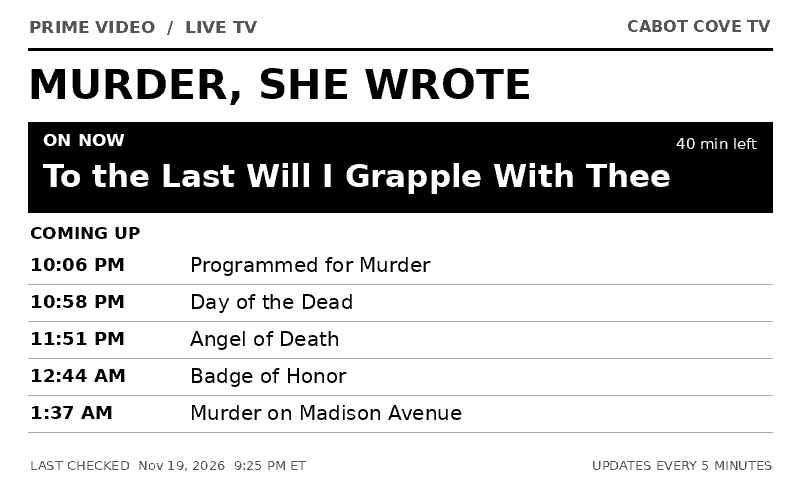 PRIME VIDEO / LIVE TV
CABOT COVE TV
MURDER, SHE WROTE
ON NOW
40 min left
To the Last Will I Grapple With Thee
COMING UP
10:06 PM Programmed for Murder
10:58 PM Day of the Dead
11:51 PM Angel of Death
12:44 AM Badge of Honor
1:37 AM Murder on Madison Avenue
LAST CHECKED Nov 19, 2026 9:25 PM ET
UPDATES EVERY 5 MINUTES